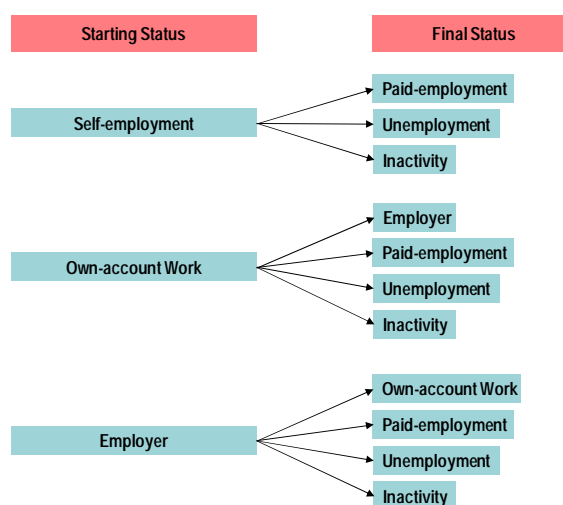 Starting Status
Final Status
Self-employment
Paid-employment
Unemployment
Inactivity
Own-account Work
Employer
Paid-employment
Unemployment
Inactivity
Employer
Own-account Work
Paid-employment
Unemployment
Inactivity